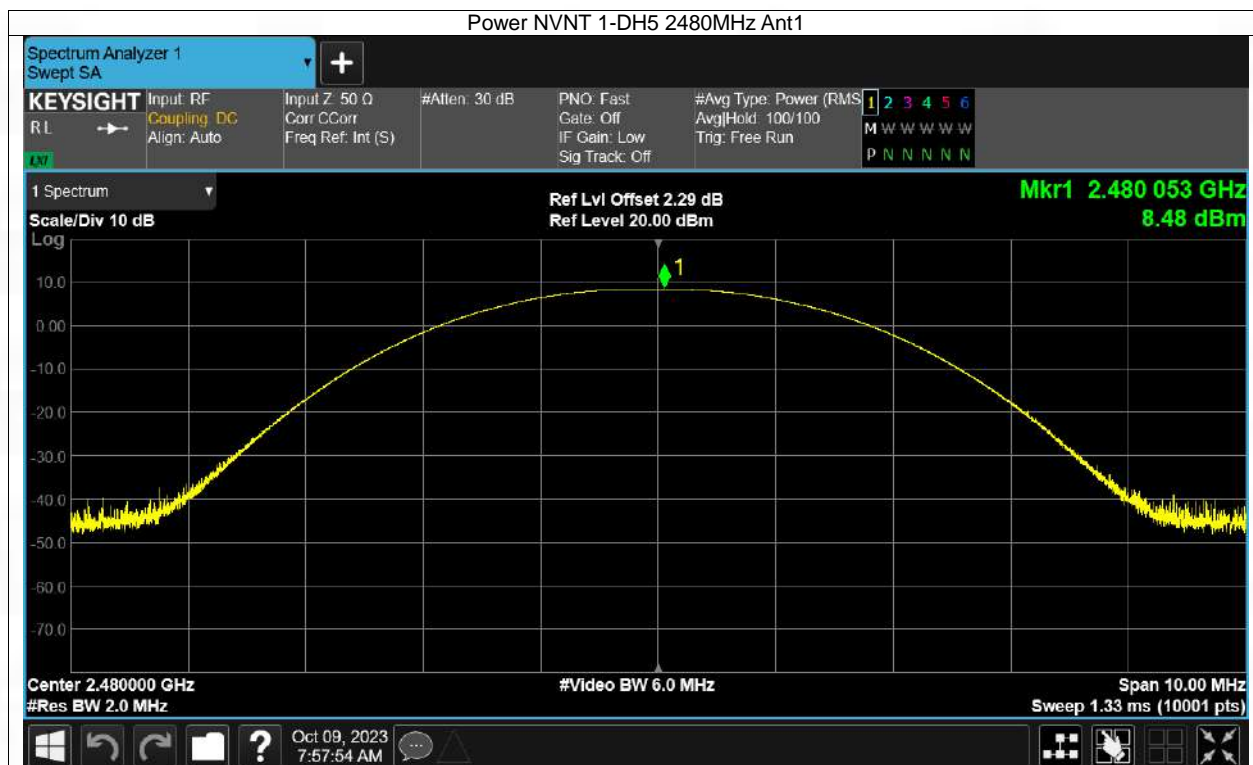 Power NVNT 1-DH5 2480MHz Ant1
Spectrum Analyzer 1
Swept SA
KEYSIGHT
RL
LXI
Input: RF
Coupling: DC
Align: Auto
Input Z: 50 Ω
Corr CCorr
Freq Ref: Int (S)
#Atten: 30 dB
PNO: Fast
Gate: Off
IF Gain: Low
Sig Track: Off
#Avg Type: Power (RMS
Avg|Hold: 100/100
Trig: Free Run
1 2 3 4 5 6
M W W W W W
P N N N N N
1 Spectrum
Scale/Div 10 dB
Ref Lvl Offset 2.29 dB
Ref Level 20.00 dBm
Mkr1 2.480 053 GHz
8.48 dBm
Log
1
10.0
0.00
-10.0
-20.0
-30.0
-40.0
-50.0
-60.0
-70.0
Center 2.480000 GHz
#Res BW 2.0 MHz
#Video BW 6.0 MHz
Span 10.00 MHz
Sweep 1.33 ms (10001 pts)
?
Oct 09, 2023
7:57:54 AM